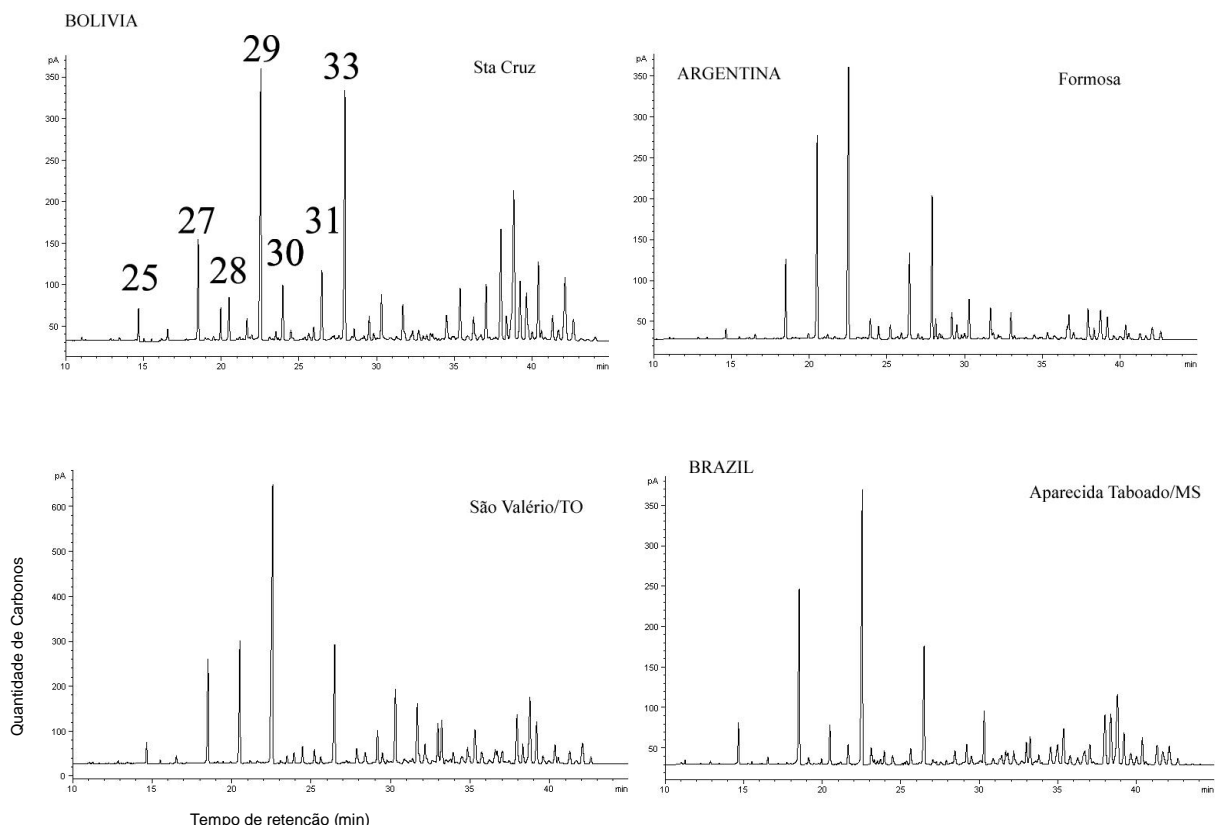 BOLIVIA
Sta Cruz
pA
350
300
250
200
150
100
50
25
27
28
29
30
31
33
10 15 20 25 30 35 40 min
ARGENTINA
Formosa
pA
350
300
250
200
150
100
50
10 15 20 25 30 35 40 min
São Valério/TO
pA
600
500
400
300
200
100
0
10 15 20 25 30 35 40 min
Quantidade de Carbonos
Tempo de retenção (min)
BRAZIL
Aparecida Taboado/MS
pA
350
300
250
200
150
100
50
10 15 20 25 30 35 40